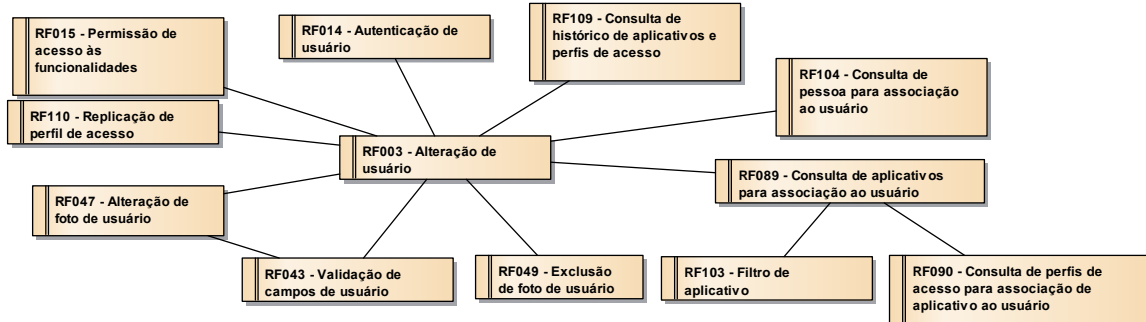 RF015 - Permissão de
acesso às
funcionalidades
RF014 - Autenticação de
usuário
RF109 - Consulta de
histórico de aplicativos e
perfis de acesso
RF104 - Consulta de
pessoa para associação
ao usuário
RF110 - Replicação de
perfil de acesso
RF003 - Alteração de
usuário
RF089 - Consulta de aplicativos
para associação ao usuário
RF047 - Alteração de
foto de usuário
RF043 - Validação de
campos de usuário
RF049 - Exclusão
de foto de usuário
RF103 - Filtro de
aplicativo
RF090 - Consulta de perfis de
acesso para associação de
aplicativo ao usuário